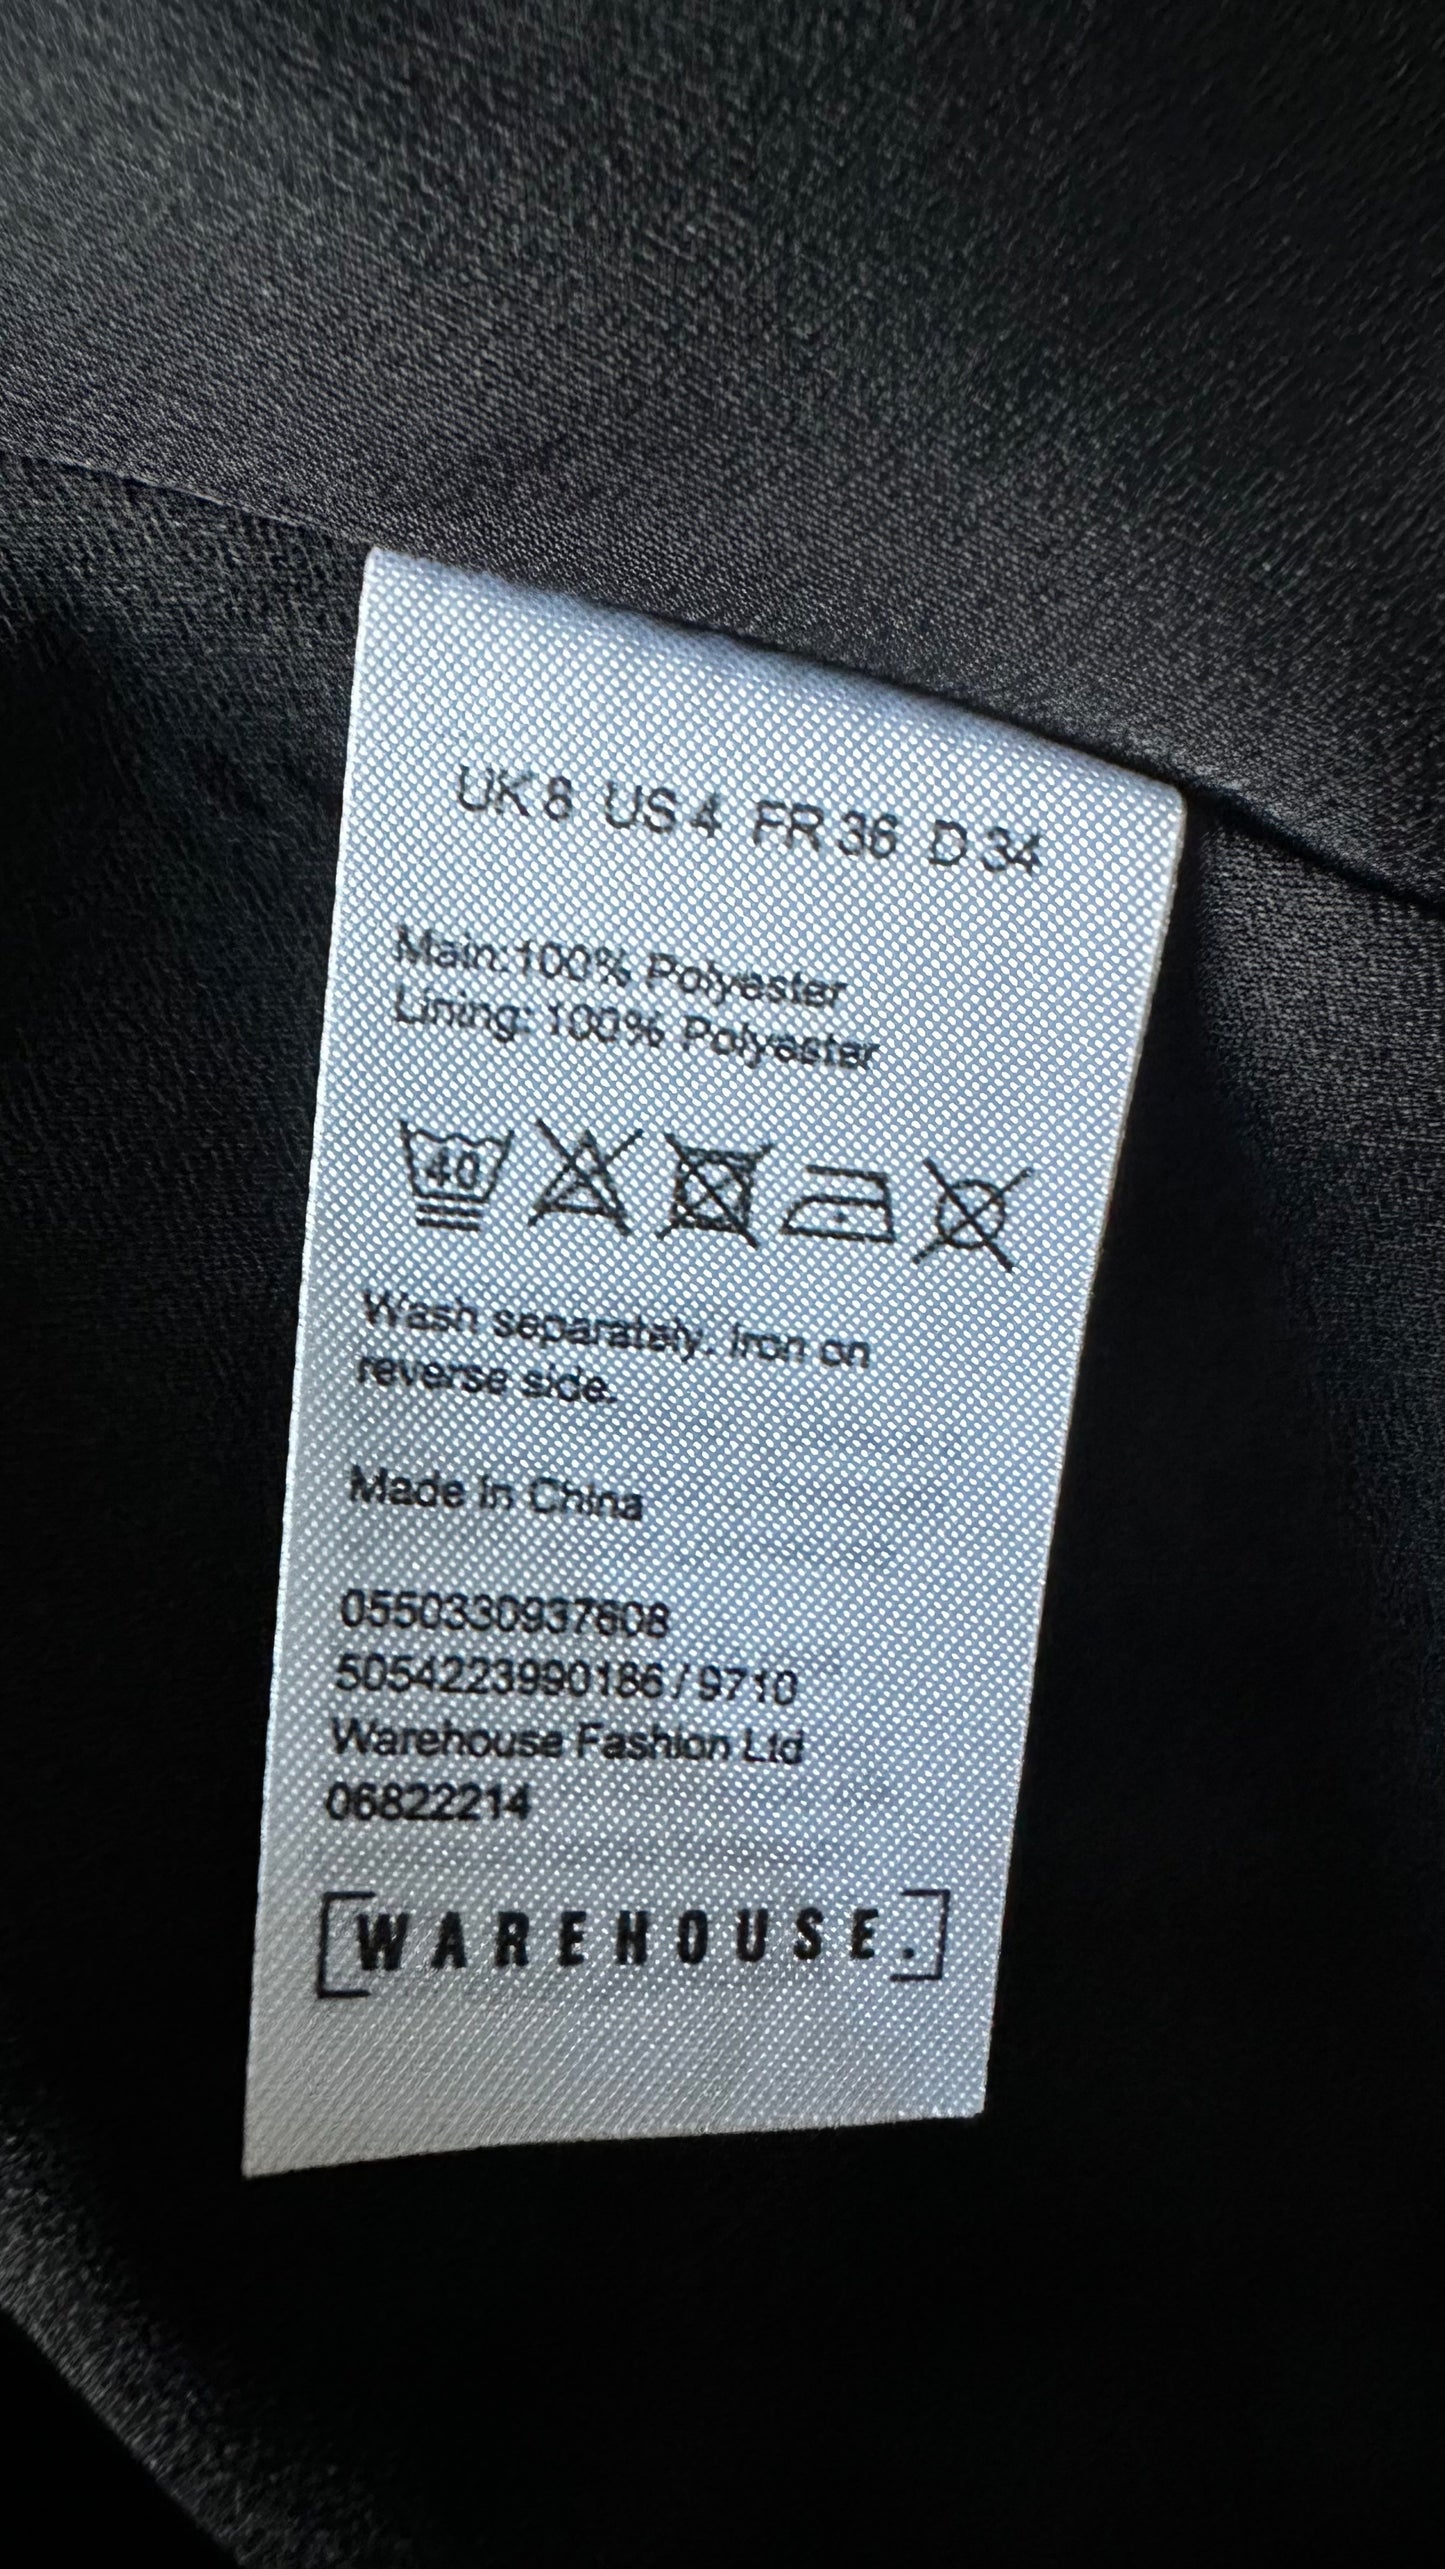 UK 8 US 4 FR 36 D 34
Main: 100% Polyester
Lining: 100% Polyester
40
Wash separately. Iron on
reverse side.
Made in China
0550330937608
5054223990186 / 9710
Warehouse Fashion Ltd
06822214
[WAREHOUSE.]